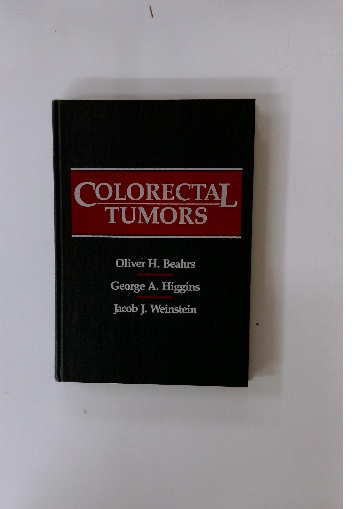 COLORECTAL
TUMORS
Oliver H. Beahrs
George A. Higgins
Jacob J. Weinstein